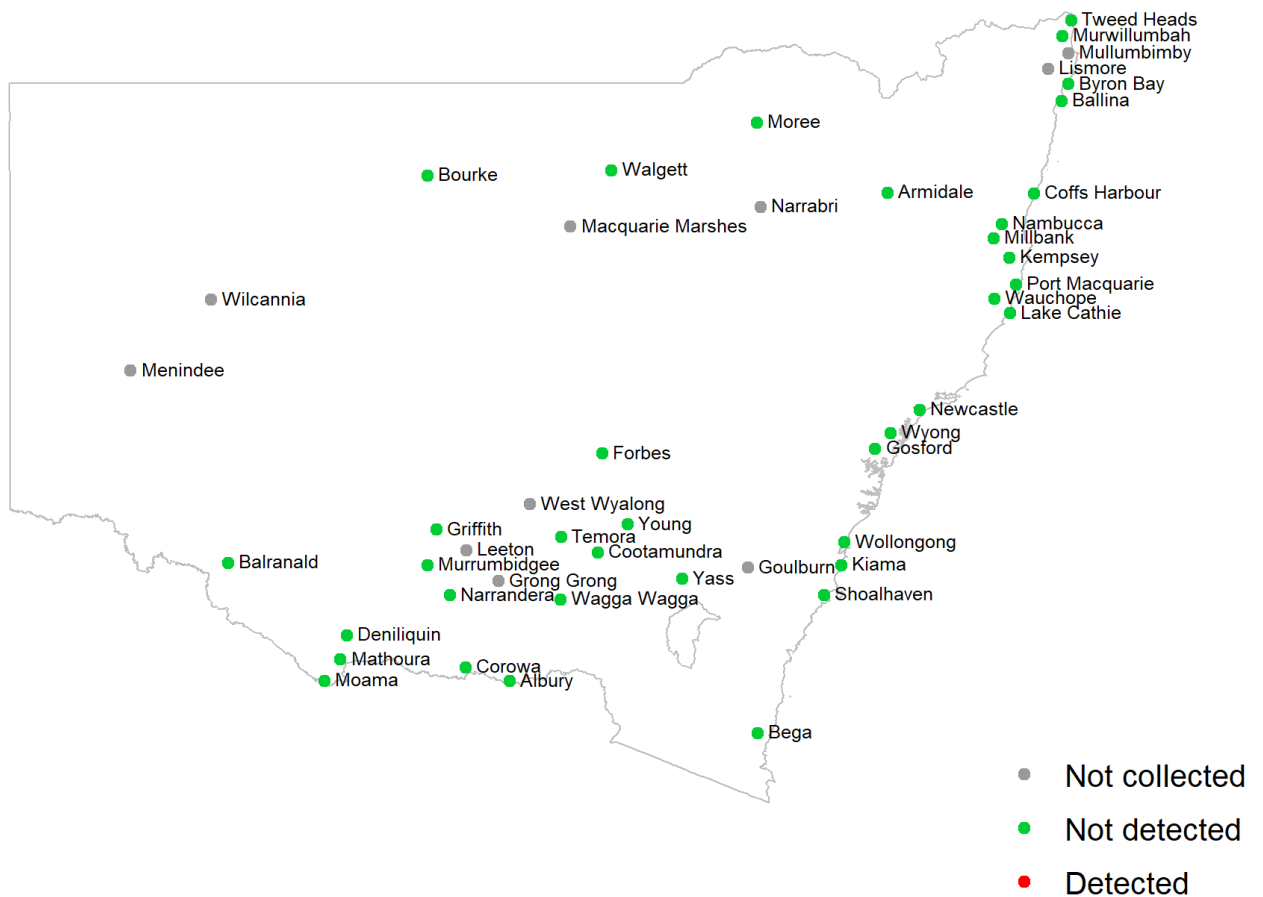 Tweed Heads
Murwillumbah
Mullumbimby
Lismore
Byron Bay
Ballina
Moree
Walgett
Bourke
Armidale
Coffs Harbour
Narrabri
Macquarie Marshes
Nambucca
Millbank
Kempsey
Port Macquarie
Wauchope
Wilcannia
Lake Cathie
Menindee
Newcastle
Wyong
Gosford
Forbes
West Wyalong
Young
Griffith
Temora
Wollongong
Leeton
Cootamundra
Balranald
Murrumbidgee
Goulburn
Kiama
Grong Grong
Yass
Narrandera
Wagga Wagga
Shoalhaven
Deniliquin
Mathoura
Corowa
Moama
Albury
Bega
Not collected
Not detected
Detected